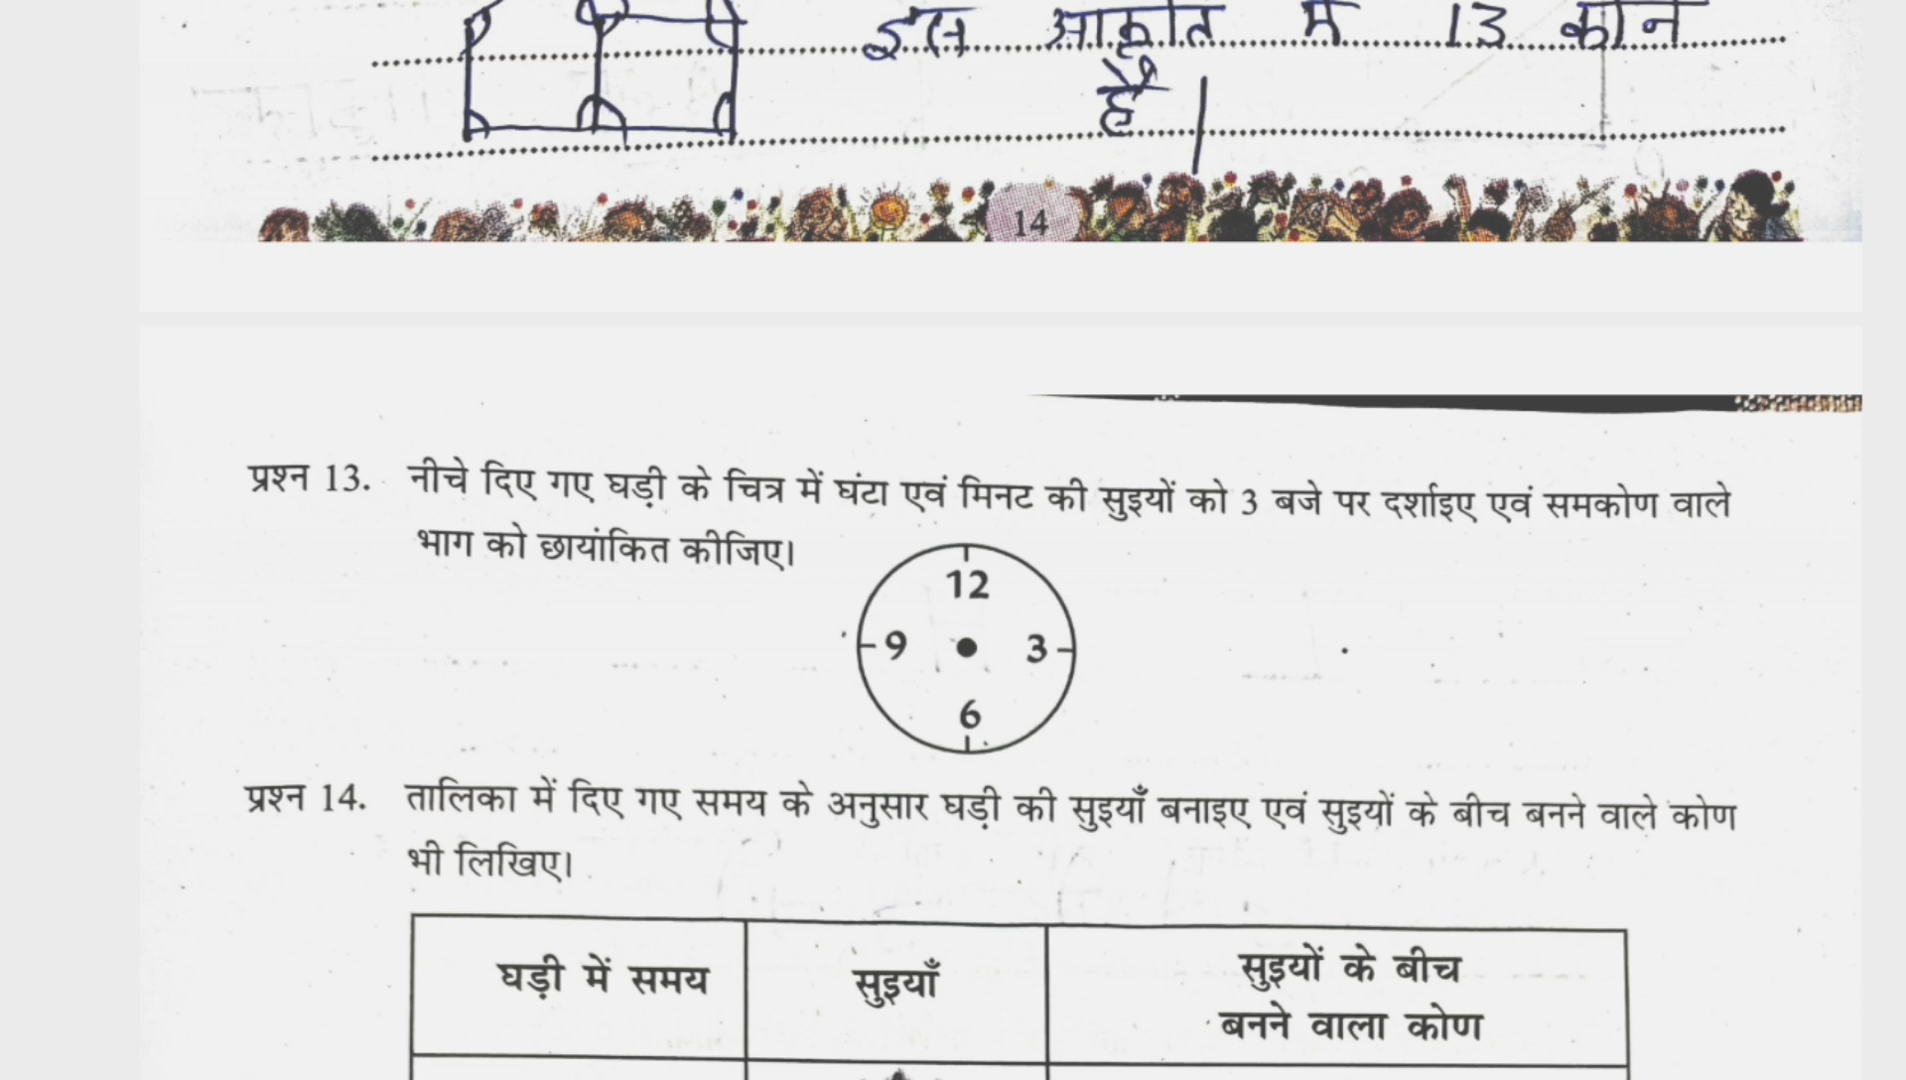 इस आकृति में 13 कोन
है।
14
प्रश्न 13. नीचे दिए गए घड़ी के चित्र में घंटा एवं मिनट की सुइयों को 3 बजे पर दर्शाइए एवं समकोण वाले
भाग को छायांकित कीजिए।
12
9 3
6
प्रश्न 14. तालिका में दिए गए समय के अनुसार घड़ी की सुइयाँ बनाइए एवं सुइयों के बीच बनने वाले कोण
भी लिखिए।
घड़ी में समय सुइयाँ सुइयों के बीच
बनने वाला कोण